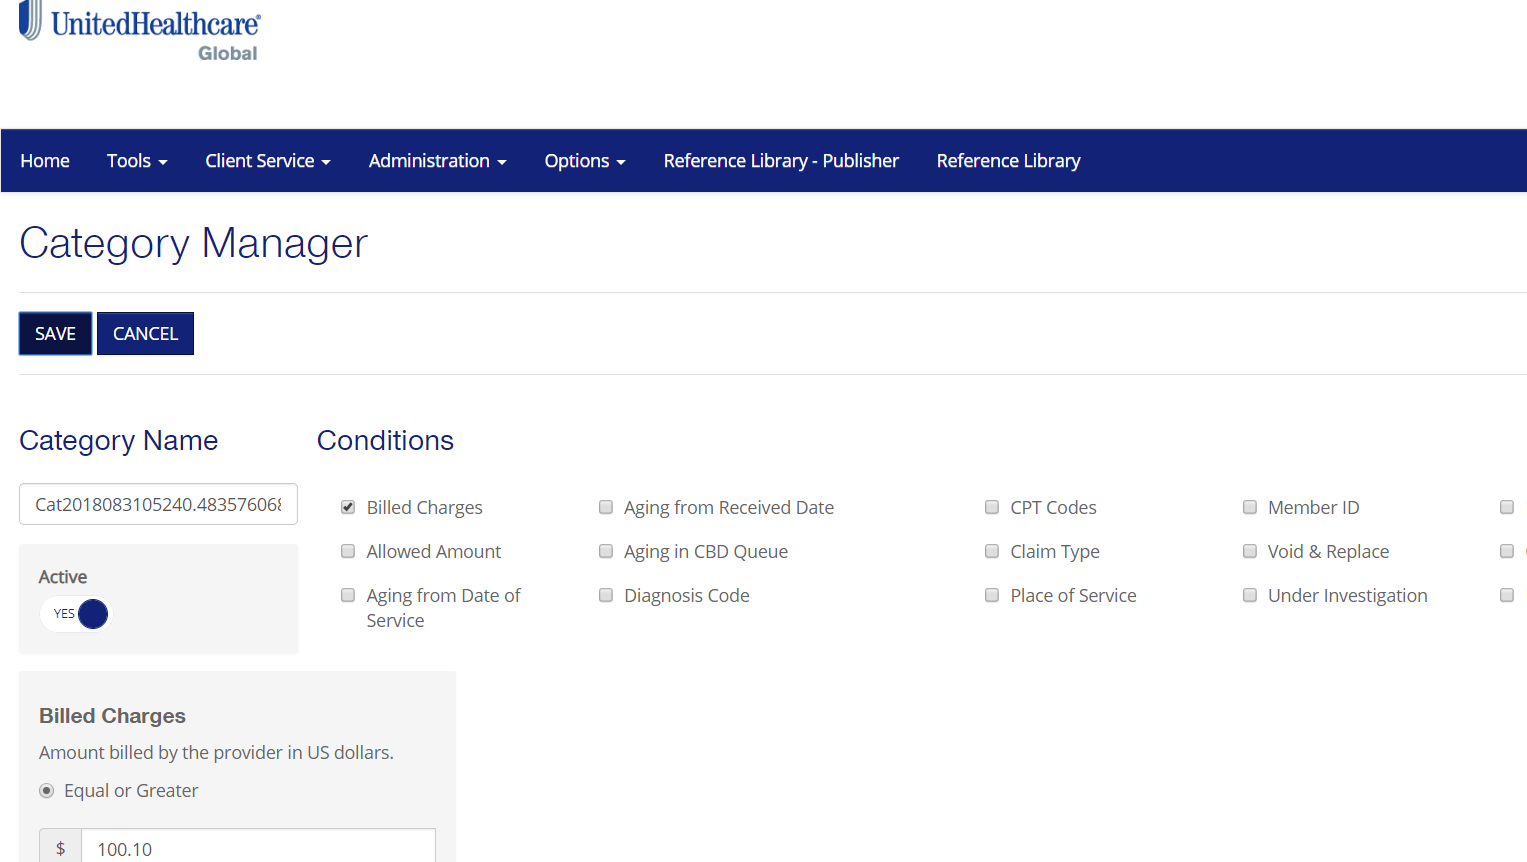 UnitedHealthcare®
Global
Home Tools Client Service Administration Options Reference Library - Publisher Reference Library
Category Manager
SAVE CANCEL
Category Name
Conditions
Cat2018083105240.48357606
Active
YES
Billed Charges
Aging from Received Date
CPT Codes
Member ID
Allowed Amount
Aging in CBD Queue
Claim Type
Void & Replace
Aging from Date of
Service
Diagnosis Code
Place of Service
Under Investigation
Billed Charges
Amount billed by the provider in US dollars.
Equal or Greater
$ 100.10